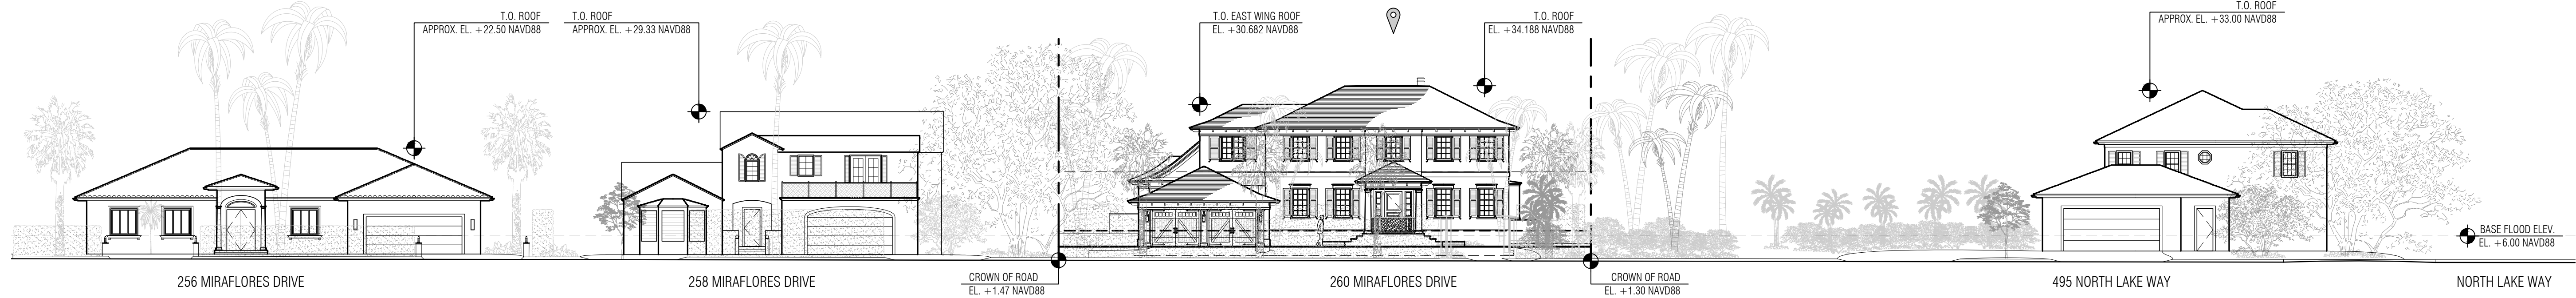 T.O. ROOF
APPROX. EL. +22.50 NAVD88
T.O. ROOF
APPROX. EL. +29.33 NAVD88
T.O. EAST WING ROOF
EL. +30.682 NAVD88
T.O. ROOF
EL. +34.188 NAVD88
T.O. ROOF
APPROX. EL. +33.00 NAVD88
BASE FLOOD ELEV.
EL. +6.00 NAVD88
256 MIRAFLORES DRIVE
258 MIRAFLORES DRIVE
CROWN OF ROAD
EL. +1.47 NAVD88
260 MIRAFLORES DRIVE
CROWN OF ROAD
EL. +1.30 NAVD88
495 NORTH LAKE WAY
NORTH LAKE WAY